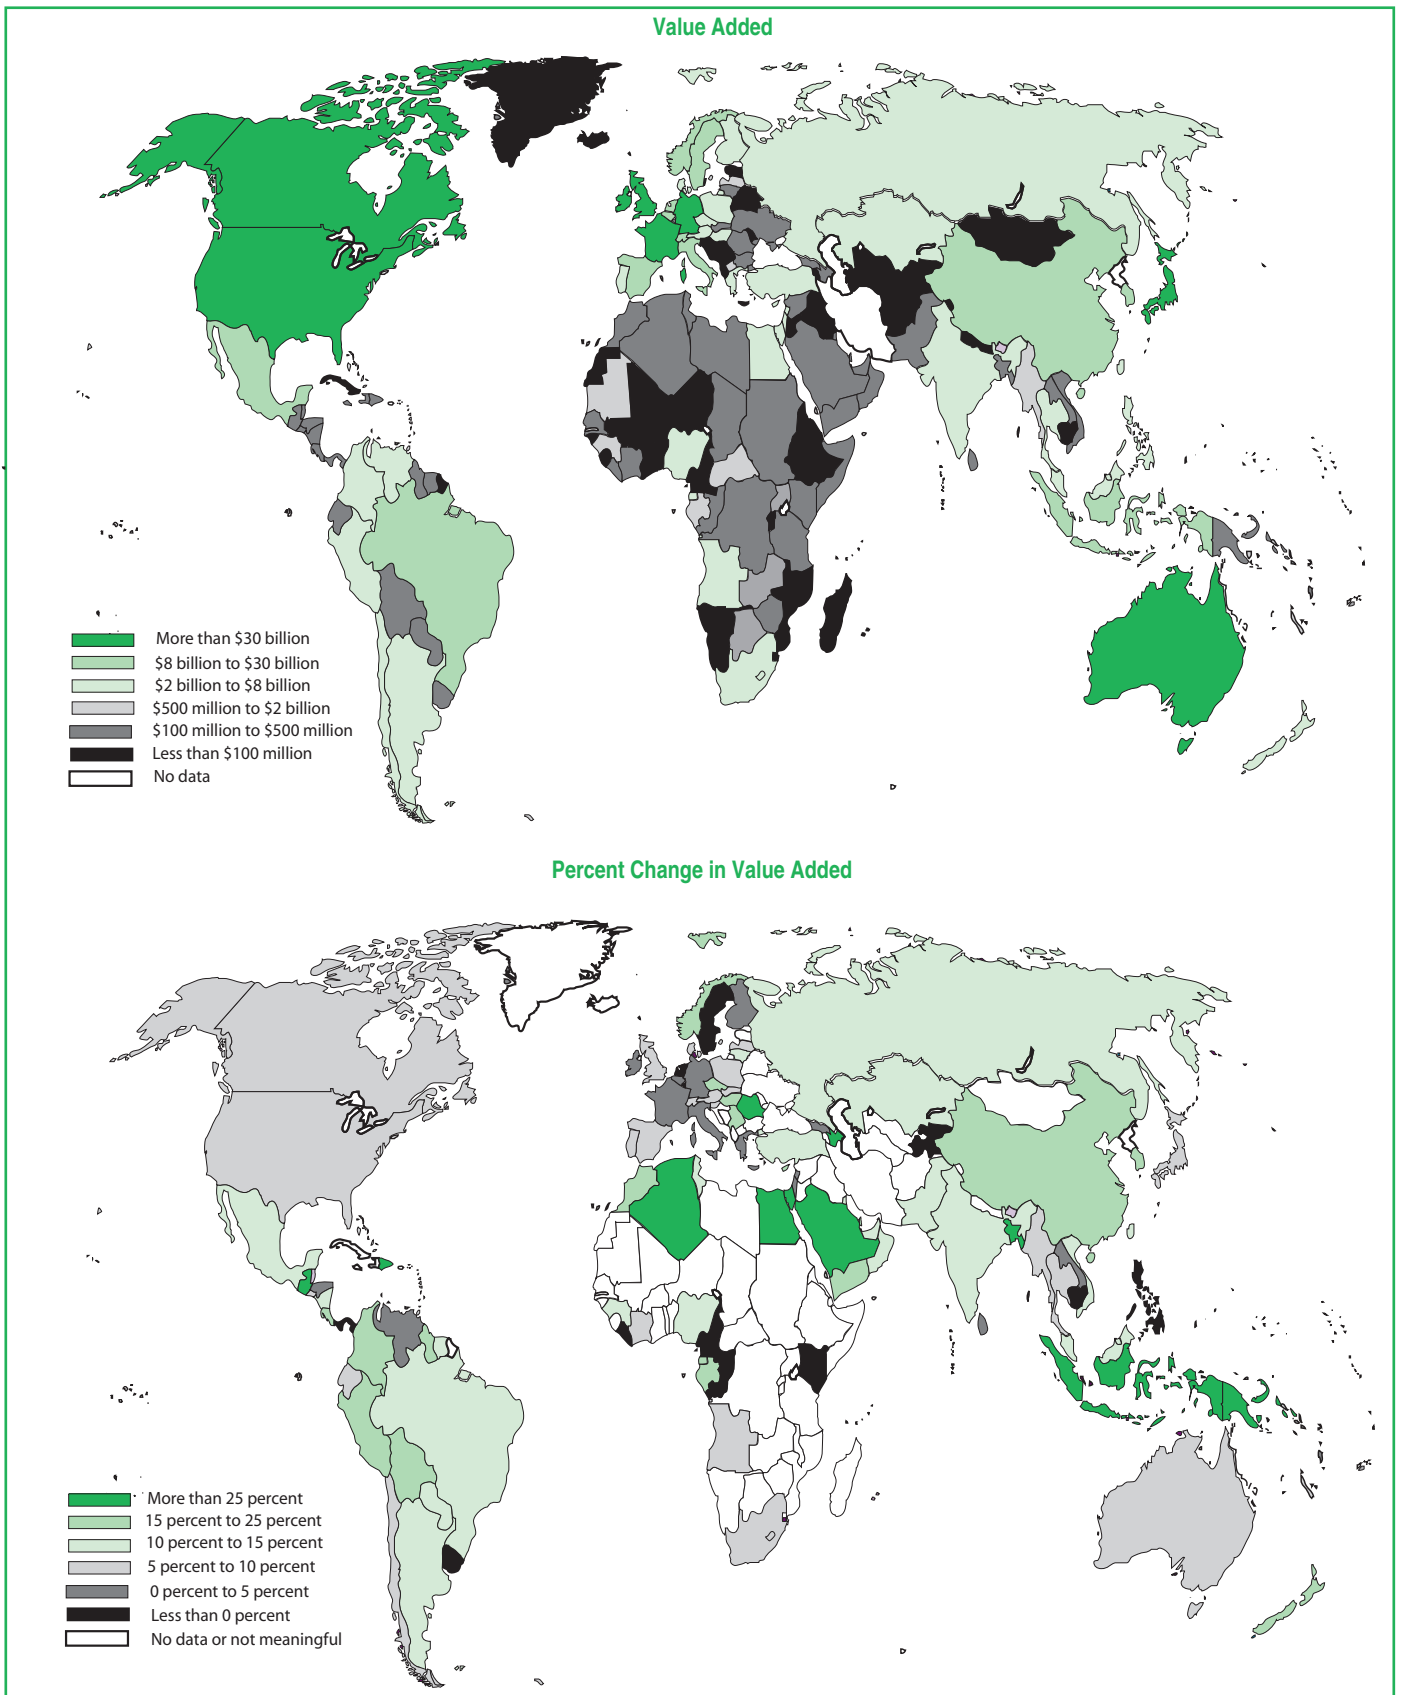 Value Added
More than $30 billion
$8 billion to $30 billion
$2 billion to $8 billion
$500 million to $2 billion
$100 million to $500 million
Less than $100 million
No data
Percent Change in Value Added
More than 25 percent
15 percent to 25 percent
10 percent to 15 percent
5 percent to 10 percent
0 percent to 5 percent
Less than 0 percent
No data or not meaningful